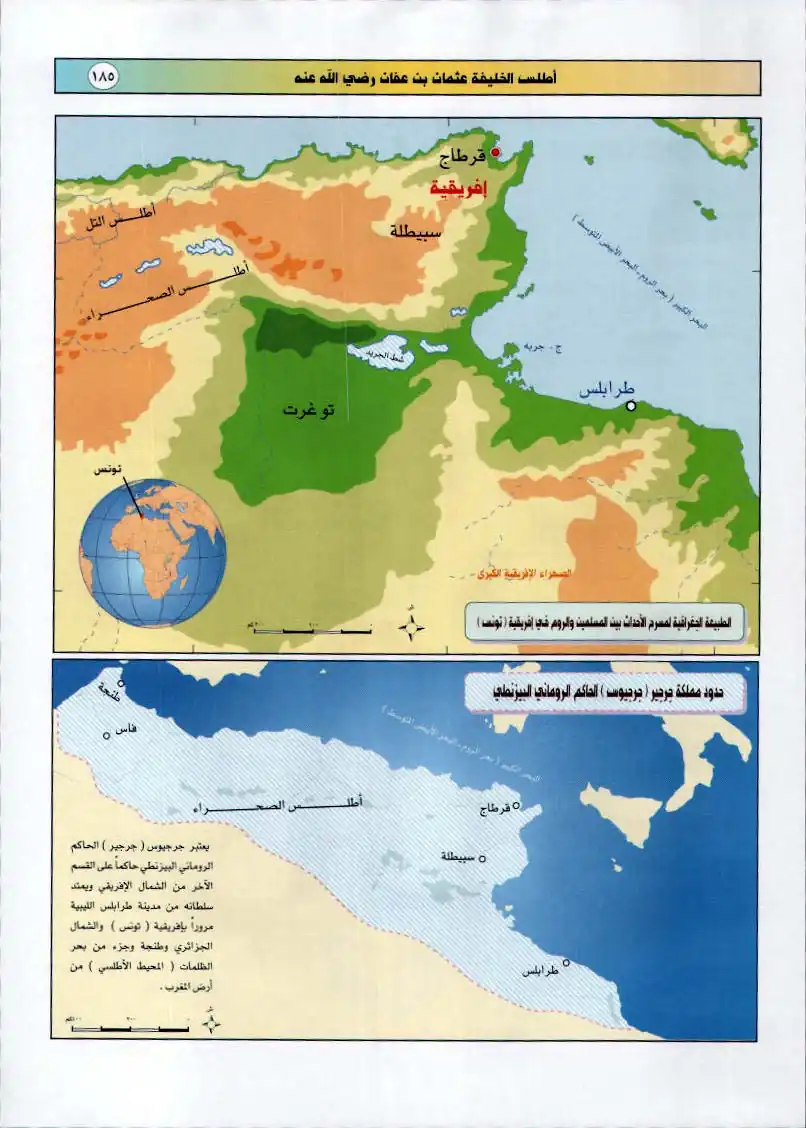 أطلس الخليفة عثمان بن عفان رضي الله عنه
١٨٥
قرطاج
إفريقية
سبيطلة
أطلس التل
أطلس الصحراء
البحر الكبير ( بحر الروم - البحر الأبيض المتوسط )
شط الجريد
ج - جربه
طرابلس
توغرت
تونس
الصحراء الإفريقية الكبرى
الطبيعة الجغرافية لمسرح الأحداث بين المسلمين والروم في إفريقية ( تونس )
حدود مملكة جرجير ( جرجيوس ) الحاكم الروماني البيزنطي
طنجة
فاس
البحر الكبير ( بحر الروم - البحر الأبيض المتوسط )
أطلس الصحراء
قرطاج
سبيطلة
طرابلس
يعتبر جرجيوس ( جرجير ) الحاكم
الروماني البيزنطي حاكماً على القسم
الآخر من الشمال الإفريقي ويمتد
سلطانه من مدينة طرابلس الليبية
مروراً بإفريقية ( تونس ) والشمال
الجزائري وطنجة وجزء من بحر
الظلمات ( المحيط الأطلسي ) من
أرض المغرب .